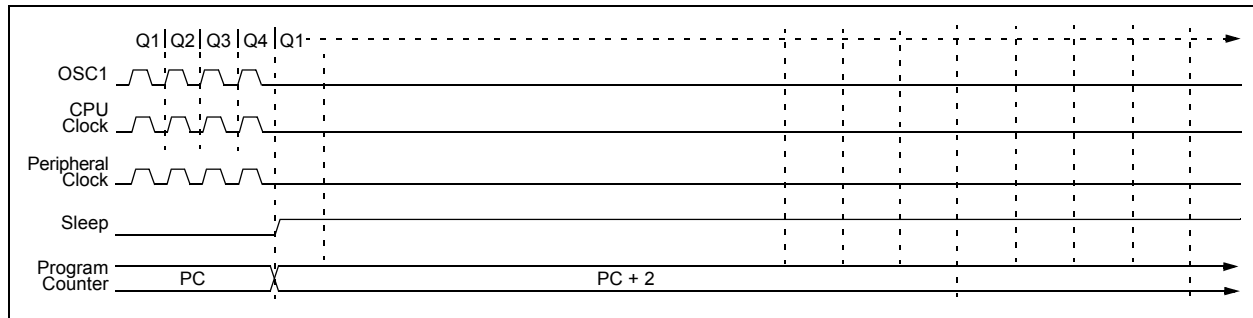 Q1 Q2 Q3 Q4 Q1
OSC1
CPU
Clock
Peripheral
Clock
Sleep
Program
Counter
PC
PC + 2